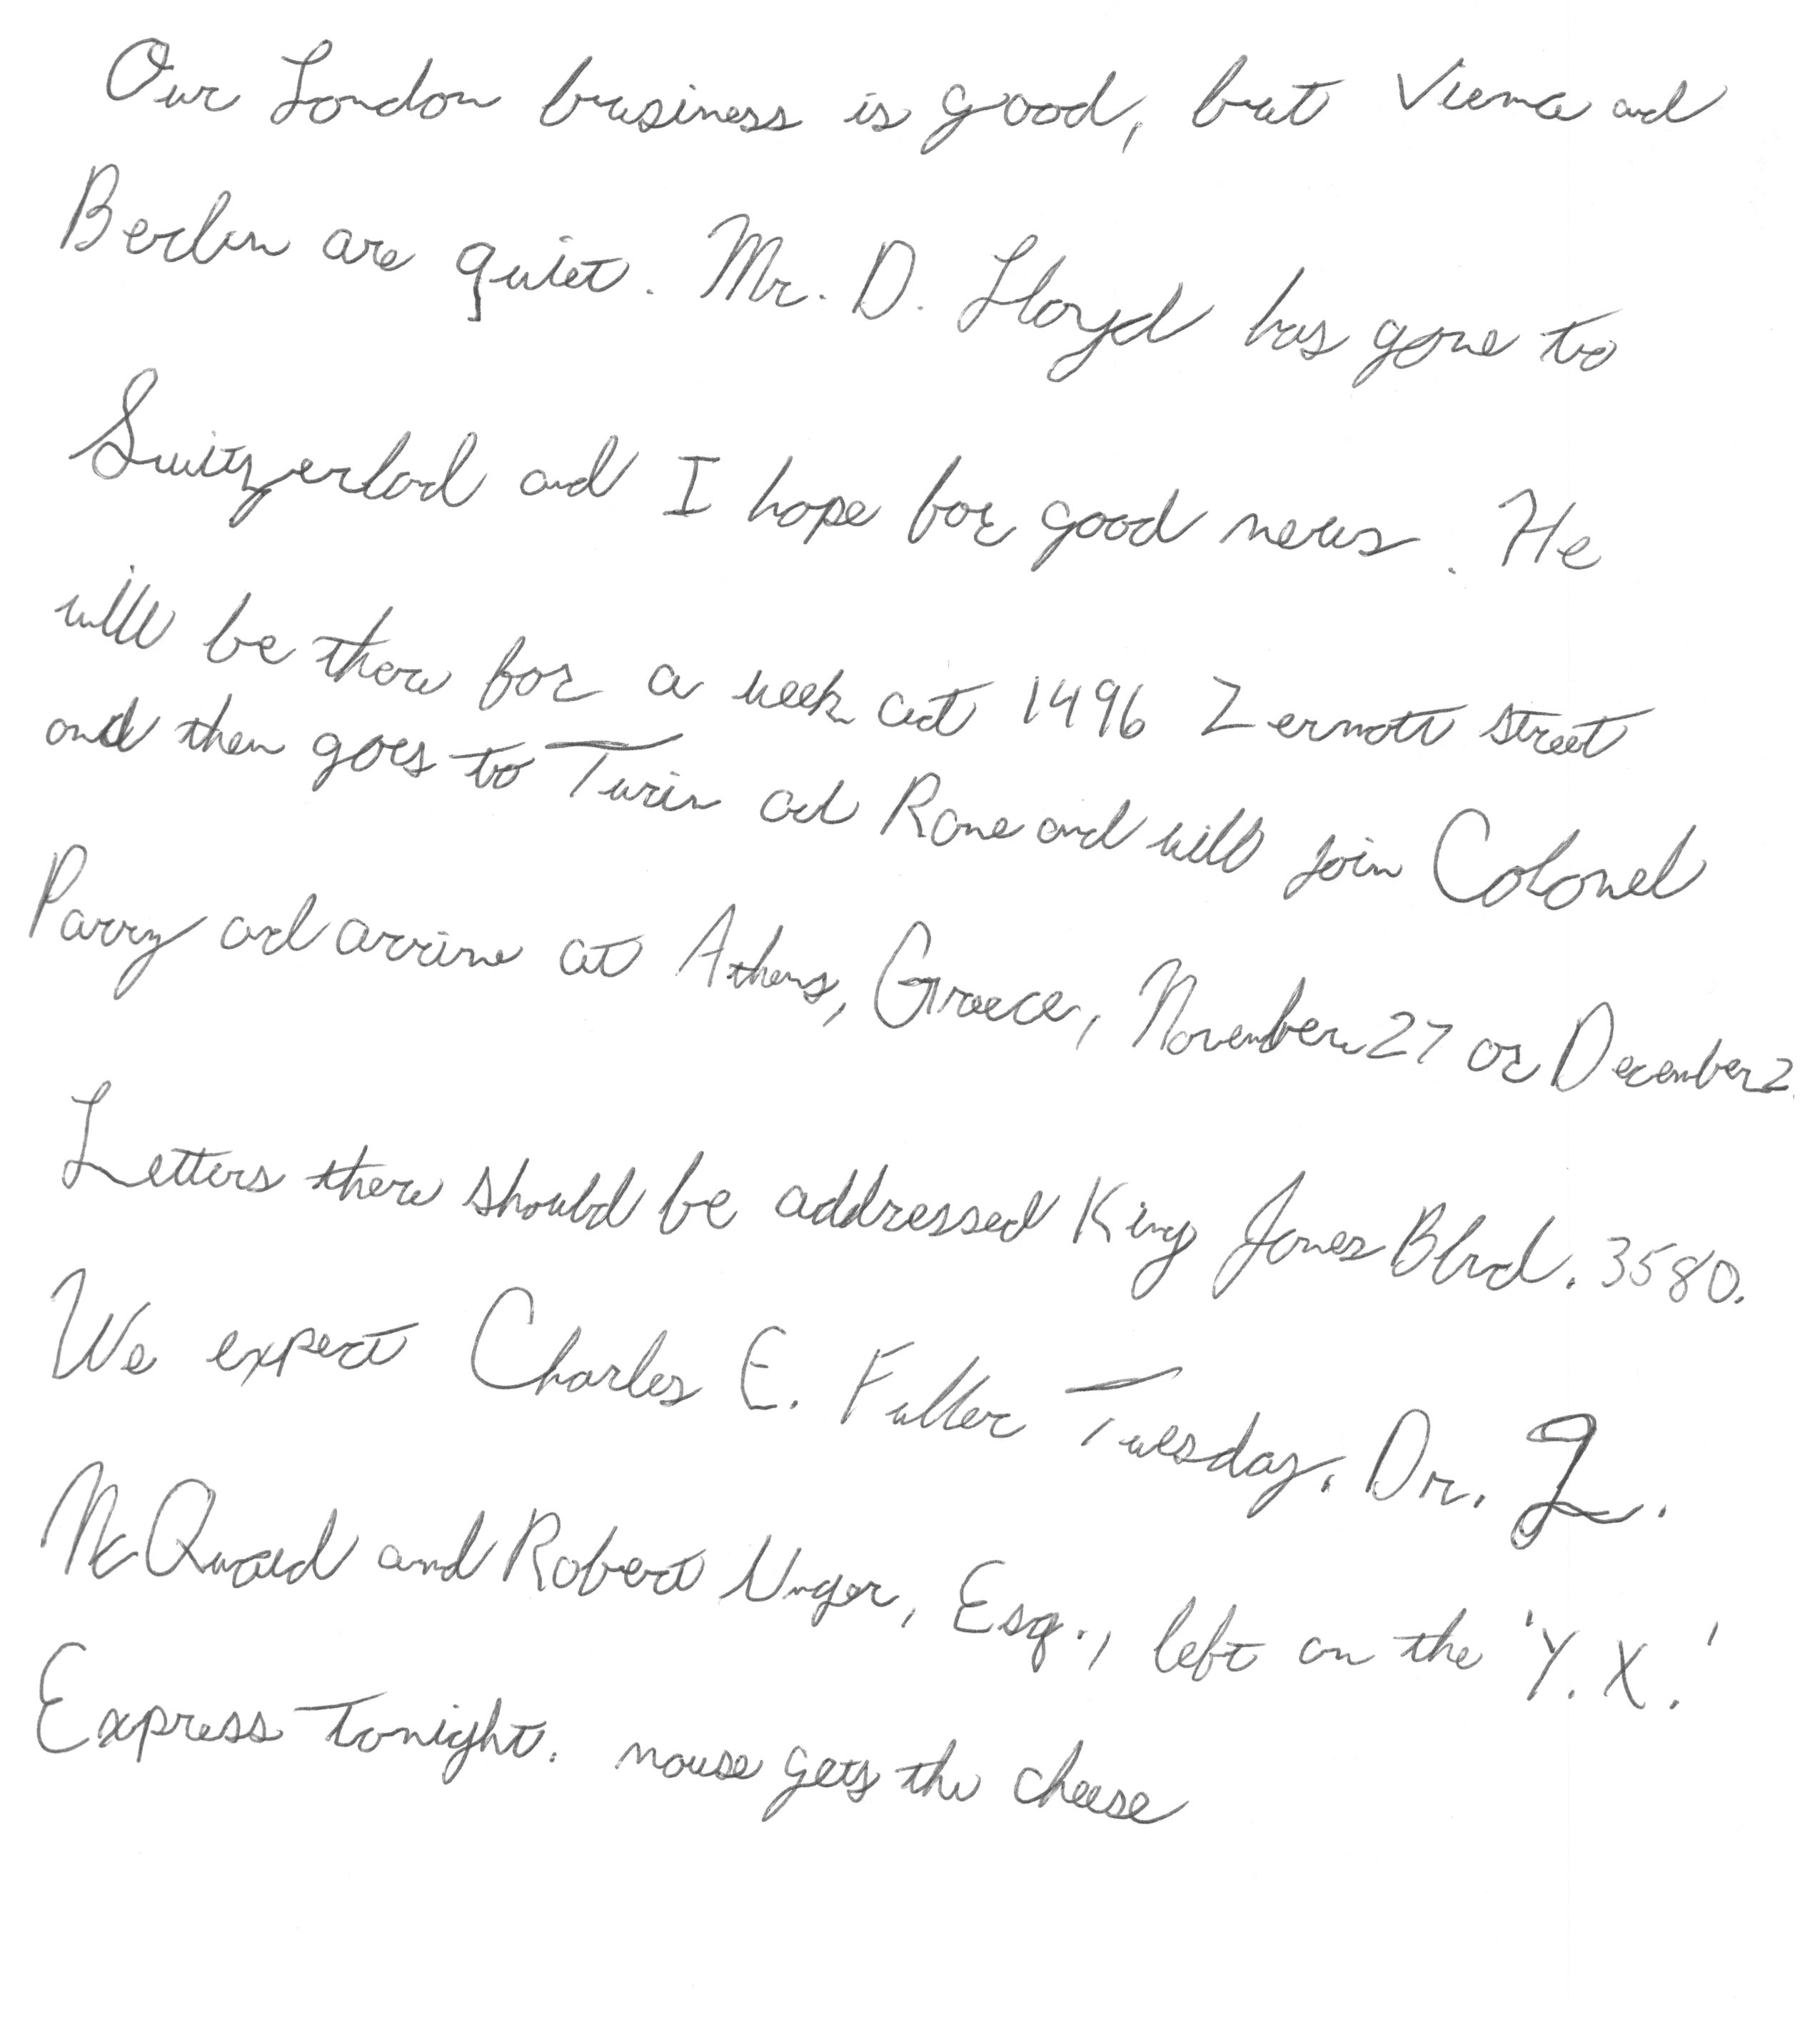 Our London business is good, but Vienna and
Berlin are quiet. Mr. D. Lloyd has gone to
Switzerland and I hope for good news. He
will be there for a week at 1496 Zermott street
and then goes to Turin and Rome and will join Colonel
Parry and arrive at Athens, Greece, November 27 or December 2.
Letters there should be addressed King James Blvd. 3580.
We expect Charles E. Fuller Tuesday. Dr. L.
McQuaid and Robert Unger, Esq., left on the 'Y. X.'
Express tonight. mouse gets the cheese